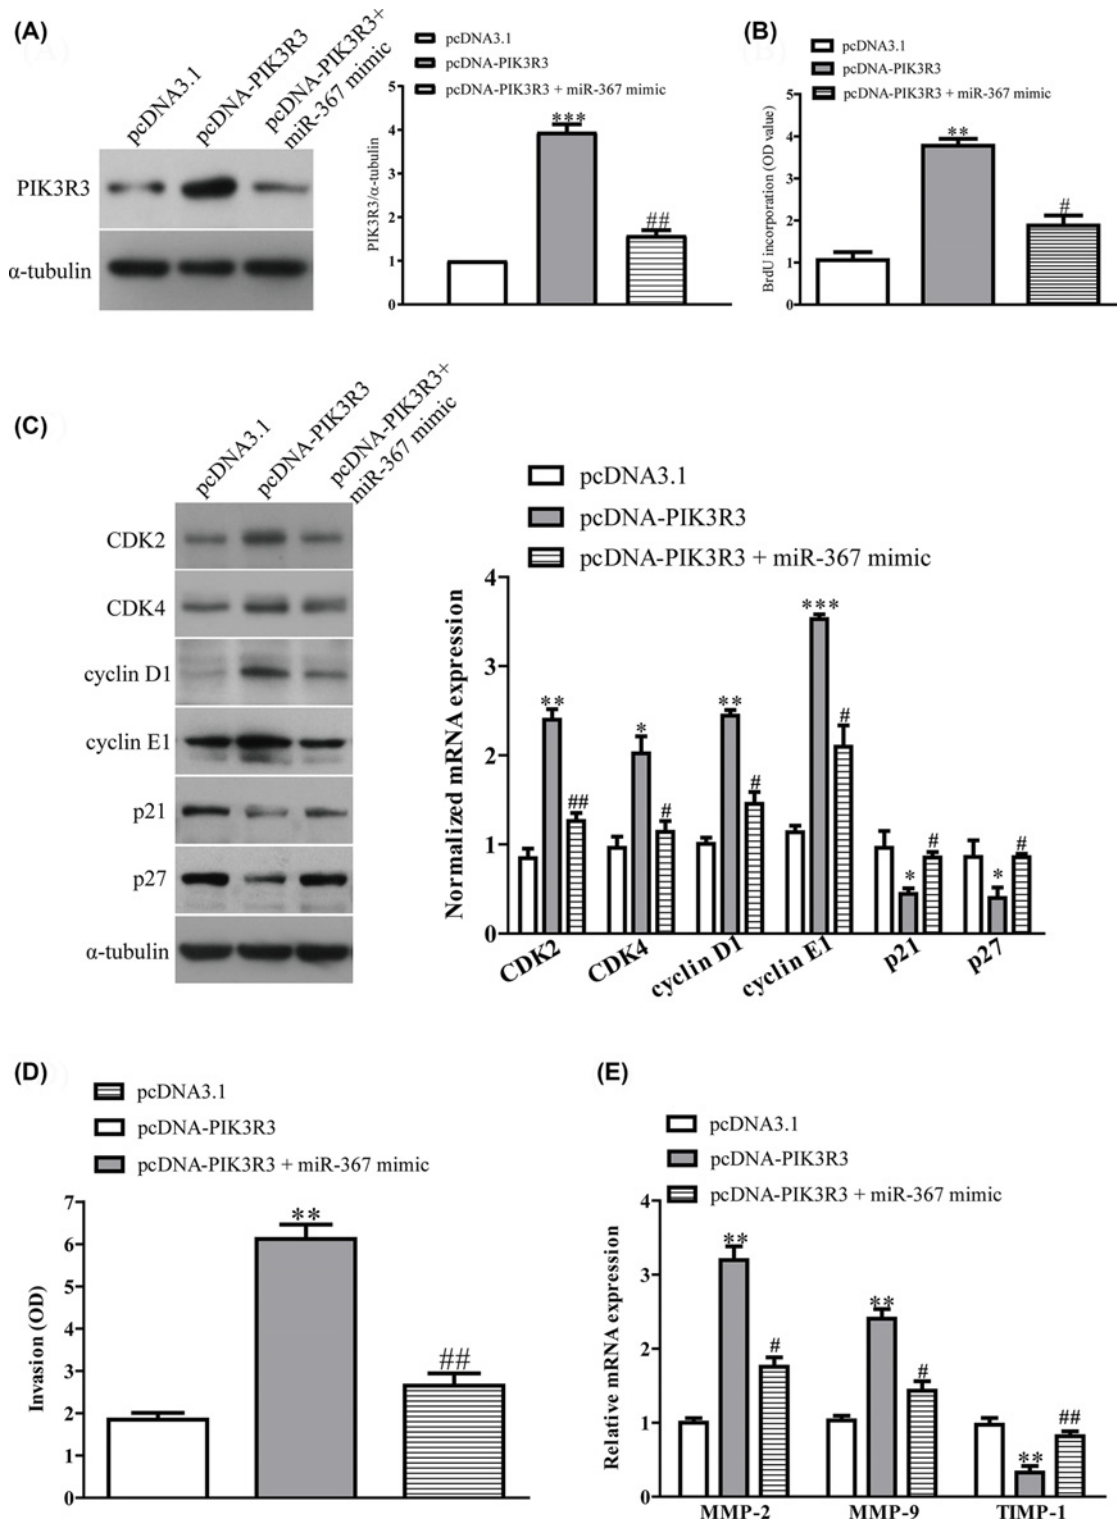 (A)
pcDNA3.1
pcDNA-PIK3R3
pcDNA-PIK3R3+
miR-367 mimic
PIK3R3
α-tubulin
pcDNA3.1
pcDNA-PIK3R3
pcDNA-PIK3R3 + miR-367 mimic
PIK3R3/α-tubulin
5
4
3
2
1
0
***
##
(B)
pcDNA3.1
pcDNA-PIK3R3
pcDNA-PIK3R3 + miR-367 mimic
BrdU incorporation (OD value)
5
4
3
2
1
0
**
#
(C)
pcDNA3.1
pcDNA-PIK3R3
pcDNA-PIK3R3+
miR-367 mimic
CDK2
CDK4
cyclin D1
cyclin E1
p21
p27
α-tubulin
pcDNA3.1
pcDNA-PIK3R3
pcDNA-PIK3R3 + miR-367 mimic
Normalized mRNA expression
4
3
2
1
0
**
##
*
#
**
#
***
#
*
#
*
#
CDK2
CDK4
cyclin D1
cyclin E1
p21
p27
(D)
pcDNA3.1
pcDNA-PIK3R3
pcDNA-PIK3R3 + miR-367 mimic
Invasion (OD)
7
6
5
4
3
2
1
0
**
##
(E)
pcDNA3.1
pcDNA-PIK3R3
pcDNA-PIK3R3 + miR-367 mimic
Relative mRNA expression
4
3
2
1
0
**
#
**
#
**
##
MMP-2
MMP-9
TIMP-1